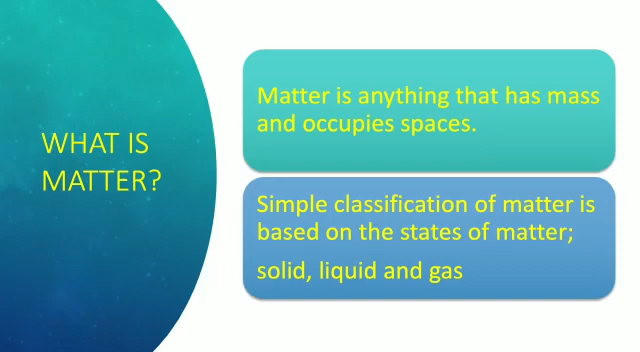 WHAT IS
MATTER?
Matter is anything that has mass
and occupies spaces.
Simple classification of matter is
based on the states of matter;
solid, liquid and gas